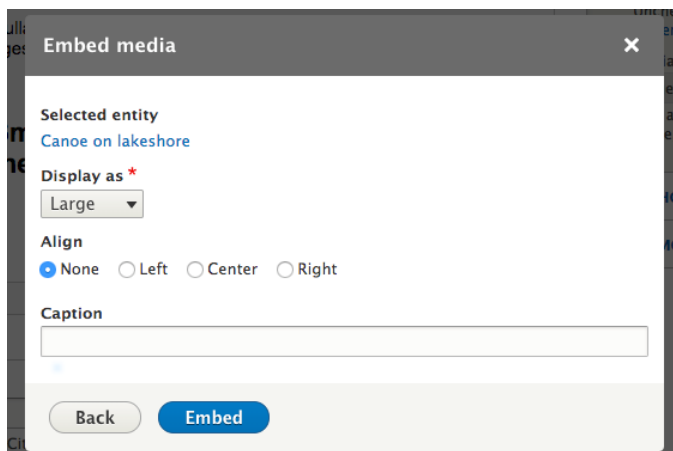 Embed media
Selected entity
Canoe on lakeshore
Display as *
Large
Align
None Left Center Right
Caption
Back Embed